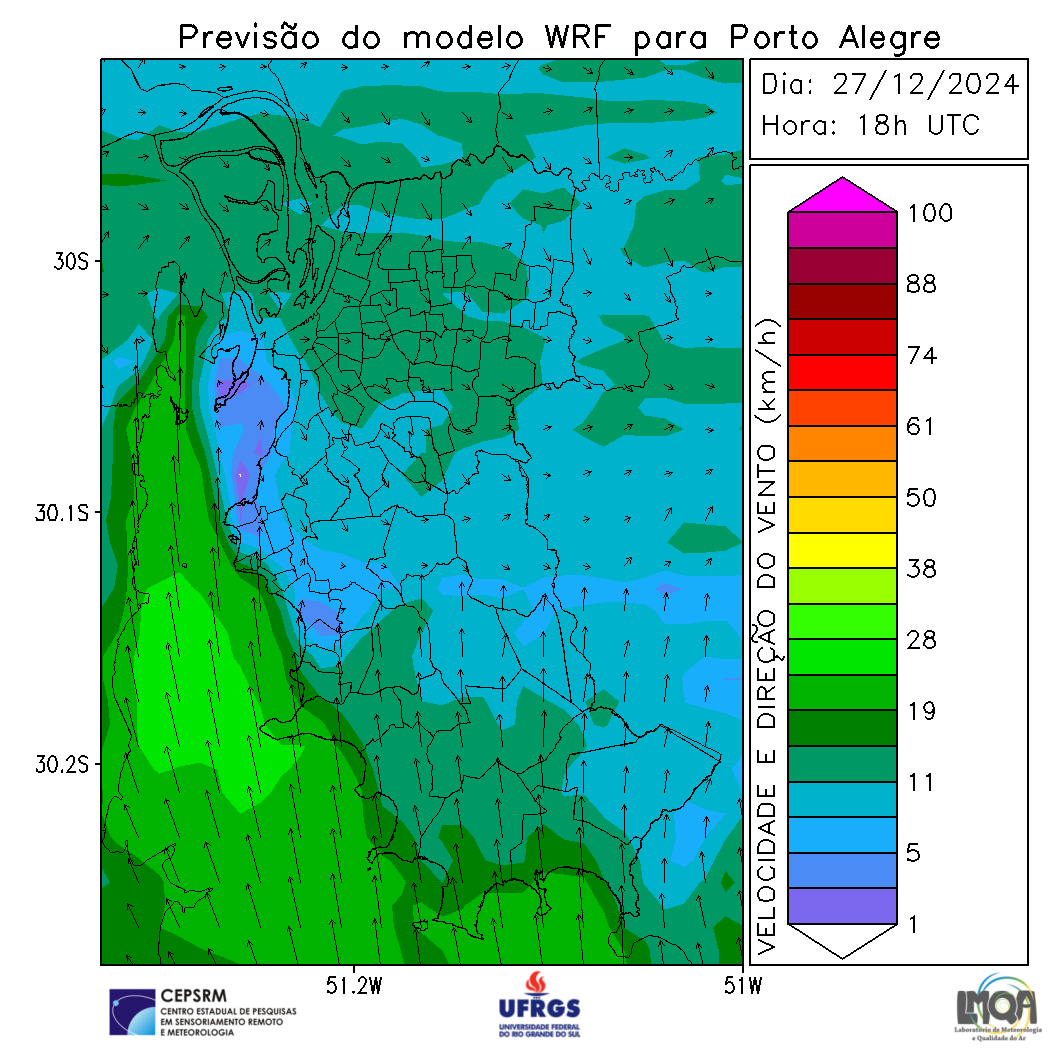 Previsão do modelo WRF para Porto Alegre
Dia: 27/12/2024
Hora: 18h UTC
30S
30.1S
30.2S
51.2W
51W
VELOCIDADE E DIREÇÃO DO VENTO (km/h)
100
88
74
61
50
38
28
19
11
5
1
CEPSRM
CENTRO ESTADUAL DE PESQUISAS
EM SENSORIAMENTO REMOTO
E METEOROLOGIA
UFRGS
UNIVERSIDADE FEDERAL
DO RIO GRANDE DO SUL
LMQA
Laboratório de Meteorologia
e Qualidade do Ar